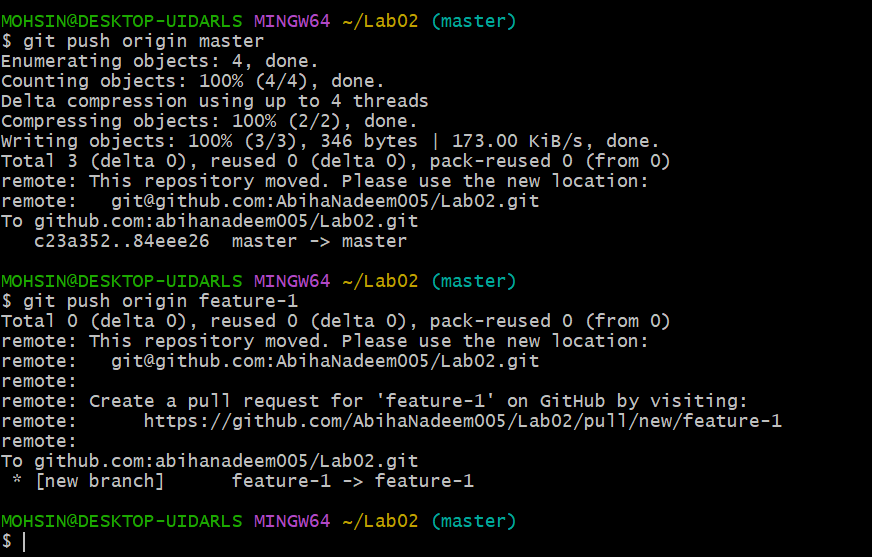 MOHSIN@DESKTOP-UIDARLS MINGW64 ~/Lab02 (master)
$ git push origin master
Enumerating objects: 4, done.
Counting objects: 100% (4/4), done.
Delta compression using up to 4 threads
Compressing objects: 100% (2/2), done.
Writing objects: 100% (3/3), 346 bytes | 173.00 KiB/s, done.
Total 3 (delta 0), reused 0 (delta 0), pack-reused 0 (from 0)
remote: This repository moved. Please use the new location:
remote:   git@github.com:AbihaNadeem005/Lab02.git
To github.com:abihanadeem005/Lab02.git
   c23a352..84eee26  master -> master
MOHSIN@DESKTOP-UIDARLS MINGW64 ~/Lab02 (master)
$ git push origin feature-1
Total 0 (delta 0), reused 0 (delta 0), pack-reused 0 (from 0)
remote: This repository moved. Please use the new location:
remote:   git@github.com:AbihaNadeem005/Lab02.git
remote:
remote: Create a pull request for 'feature-1' on GitHub by visiting:
remote:      https://github.com/AbihaNadeem005/Lab02/pull/new/feature-1
remote:
To github.com:abihanadeem005/Lab02.git
 * [new branch]      feature-1 -> feature-1
MOHSIN@DESKTOP-UIDARLS MINGW64 ~/Lab02 (master)
$